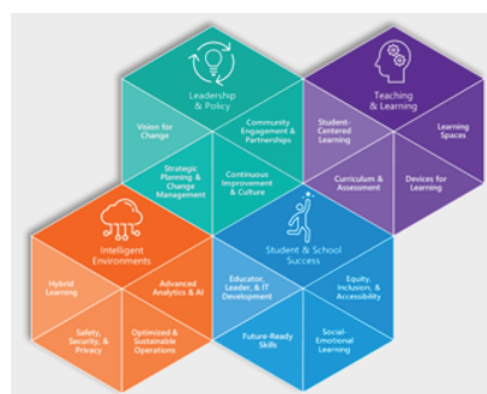 Leadership
& Policy
Vision for
Change
Community
Engagement &
Partnerships
Strategic
Planning &
Change
Management
Continuous
Improvement
& Culture
Teaching
& Learning
Student-
Centered
Learning
Learning
Spaces
Curriculum &
Assessment
Devices for
Learning
Intelligent
Environments
Hybrid
Learning
Advanced
Analytics & AI
Safety,
Security, &
Privacy
Optimized &
Sustainable
Operations
Student & School
Success
Educator,
Leader, & IT
Development
Equity,
Inclusion, &
Accessibility
Future-Ready
Skills
Social-
Emotional
Learning